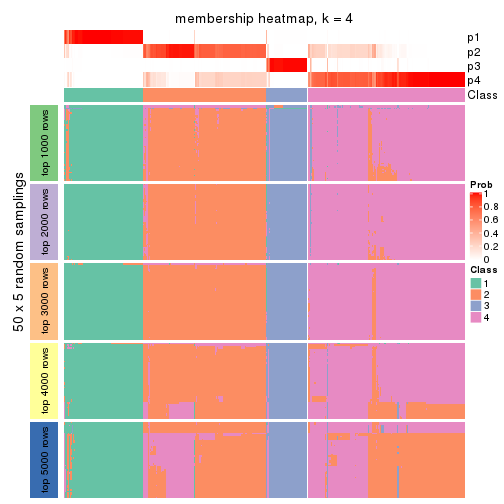 membership heatmap, k = 4
p1
p2
p3
p4
Class
50 x 5 random samplings
top 1000 rows
top 2000 rows
top 3000 rows
top 4000 rows
top 5000 rows
Prob
1
0.8
0.6
0.4
0.2
0
Class
1
2
3
4